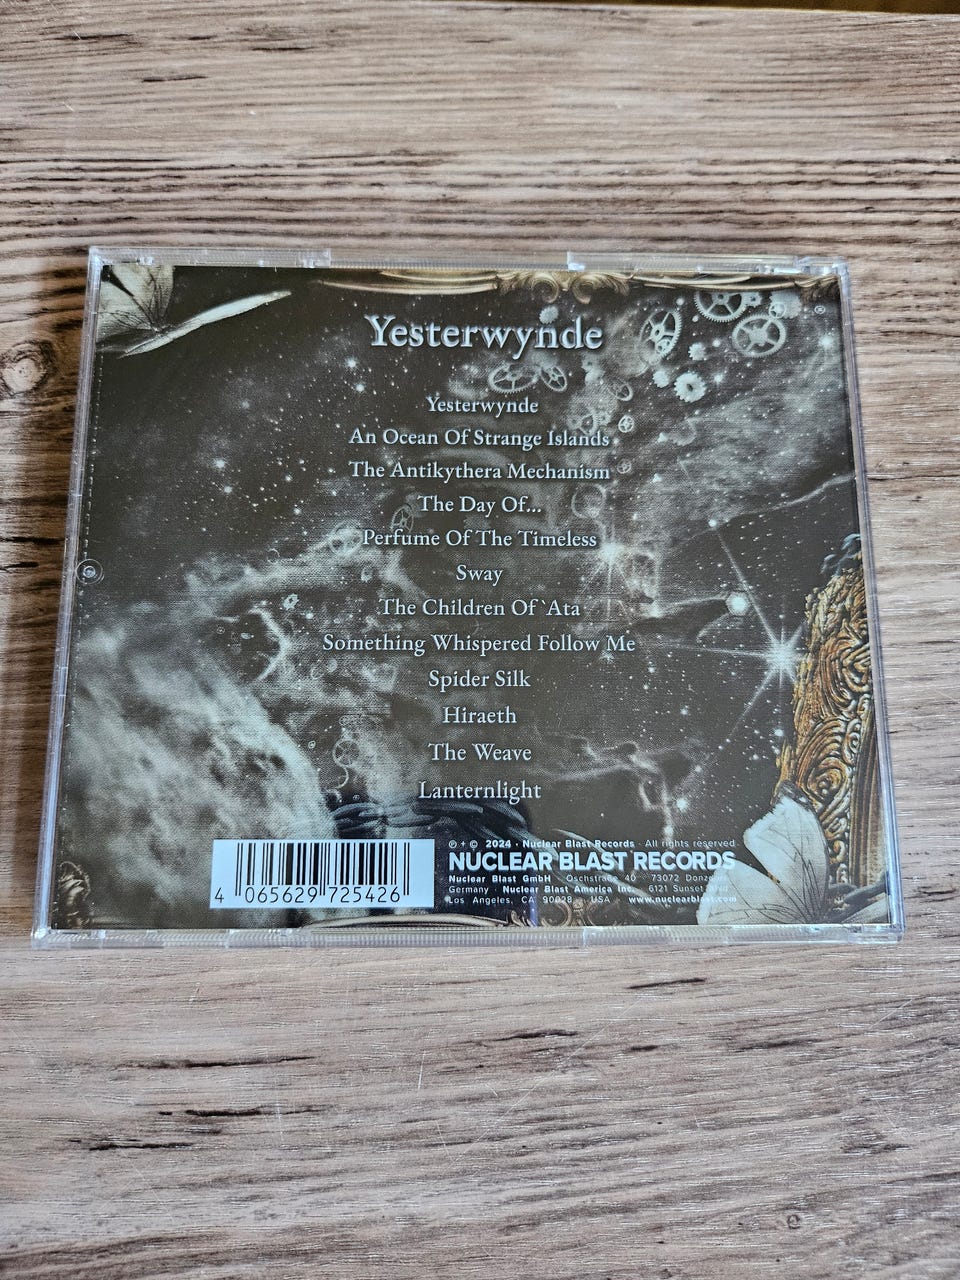 Yesterwynde
Yesterwynde
An Ocean Of Strange Islands
The Antikythera Mechanism
The Day Of...
Perfume Of The Timeless
Sway
The Children Of `Ata
Something Whispered Follow Me
Spider Silk
Hiraeth
The Weave
Lanternlight
4 065629 725426
℗ + © 2024 · Nuclear Blast Records · All rights reserved
NUCLEAR BLAST RECORDS
Nuclear Blast GmbH · Oschstraße 40 · 73072 Donzdorf
Germany · Nuclear Blast America Inc. · 6121 Sunset Blvd
Los Angeles, CA 90028 · USA www.nuclearblast.com